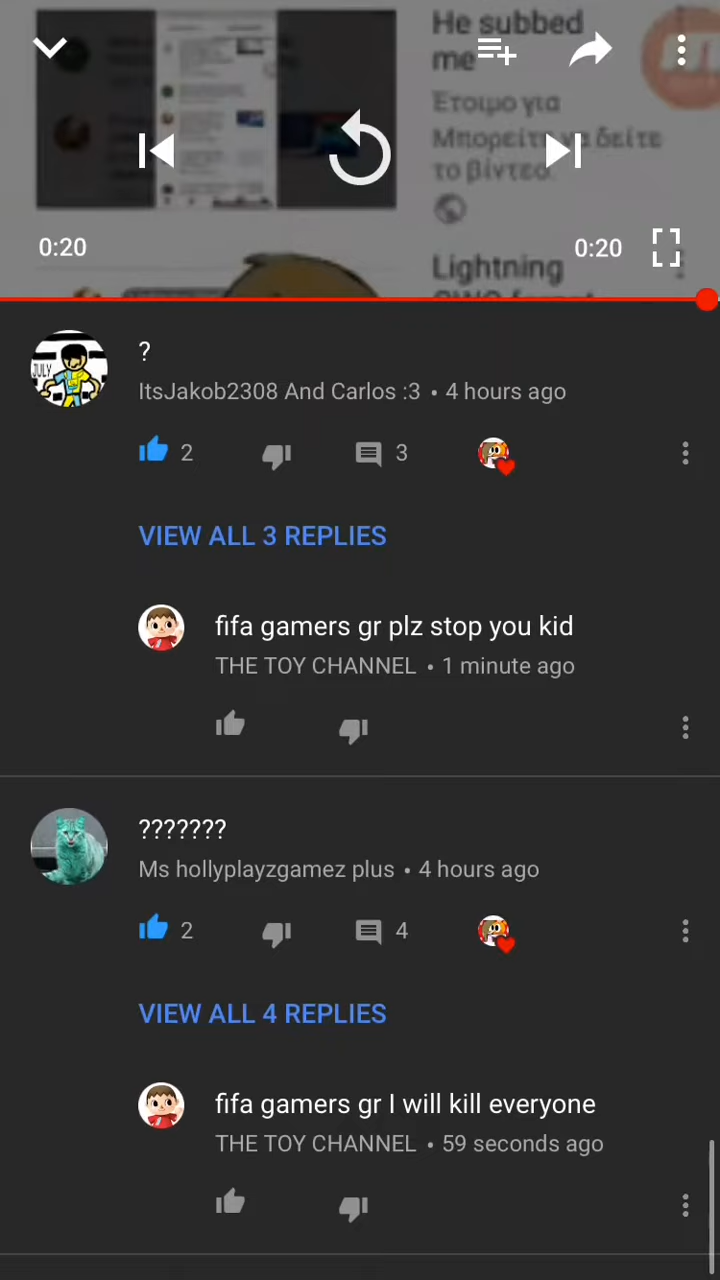 He subbed
me
Έτοιμο για
Μπορείτε να δείτε
το βίντεο
0:20
0:20
Lightning
?
ItsJakob2308 And Carlos :3 • 4 hours ago
2
3
VIEW ALL 3 REPLIES
fifa gamers gr plz stop you kid
THE TOY CHANNEL • 1 minute ago
???????
Ms hollyplayzgamez plus • 4 hours ago
2
4
VIEW ALL 4 REPLIES
fifa gamers gr I will kill everyone
THE TOY CHANNEL • 59 seconds ago
JULY